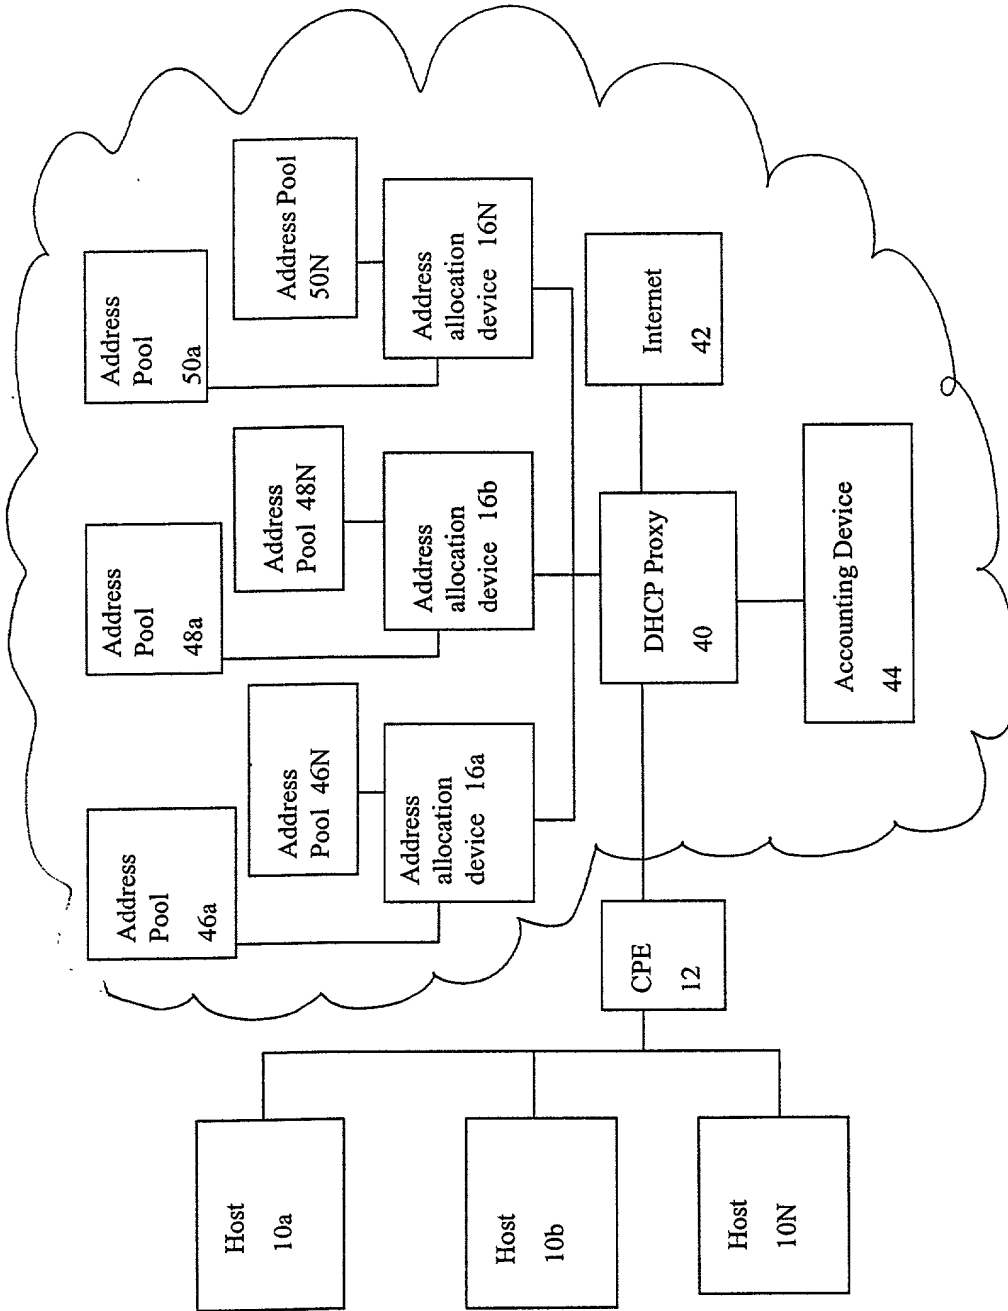 Address
Pool
46a
Address
Pool
48a
Address
Pool
50a
Address
Pool 46N
Address
Pool 48N
Address Pool
50N
Address
allocation
device 16a
Address
allocation
device 16b
Address
allocation
device 16N
Host
10a
Host
10b
Host
10N
CPE
12
DHCP Proxy
40
Internet
42
Accounting Device
44